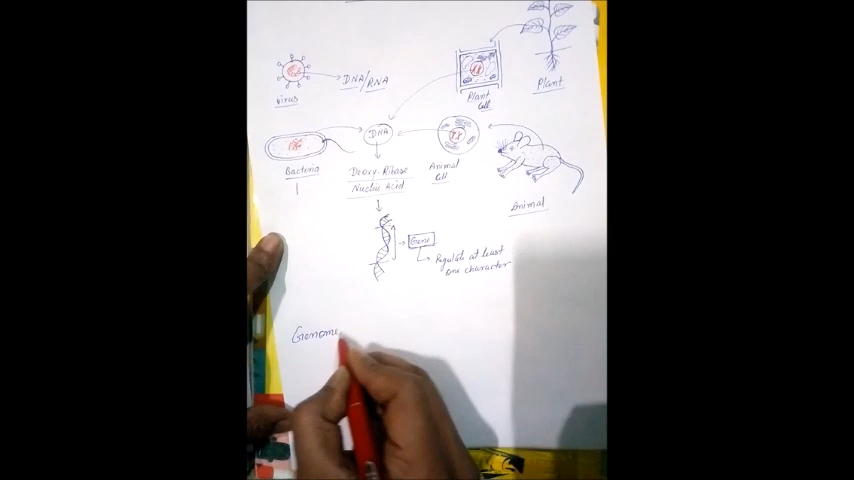 DNA/RNA
Virus
Plant
Plant
Cell
DNA
Bacteria
Deoxy-Ribose
Nucleic Acid
Animal
Cell
Animal
Gene
Regulate at least
one character
Genome